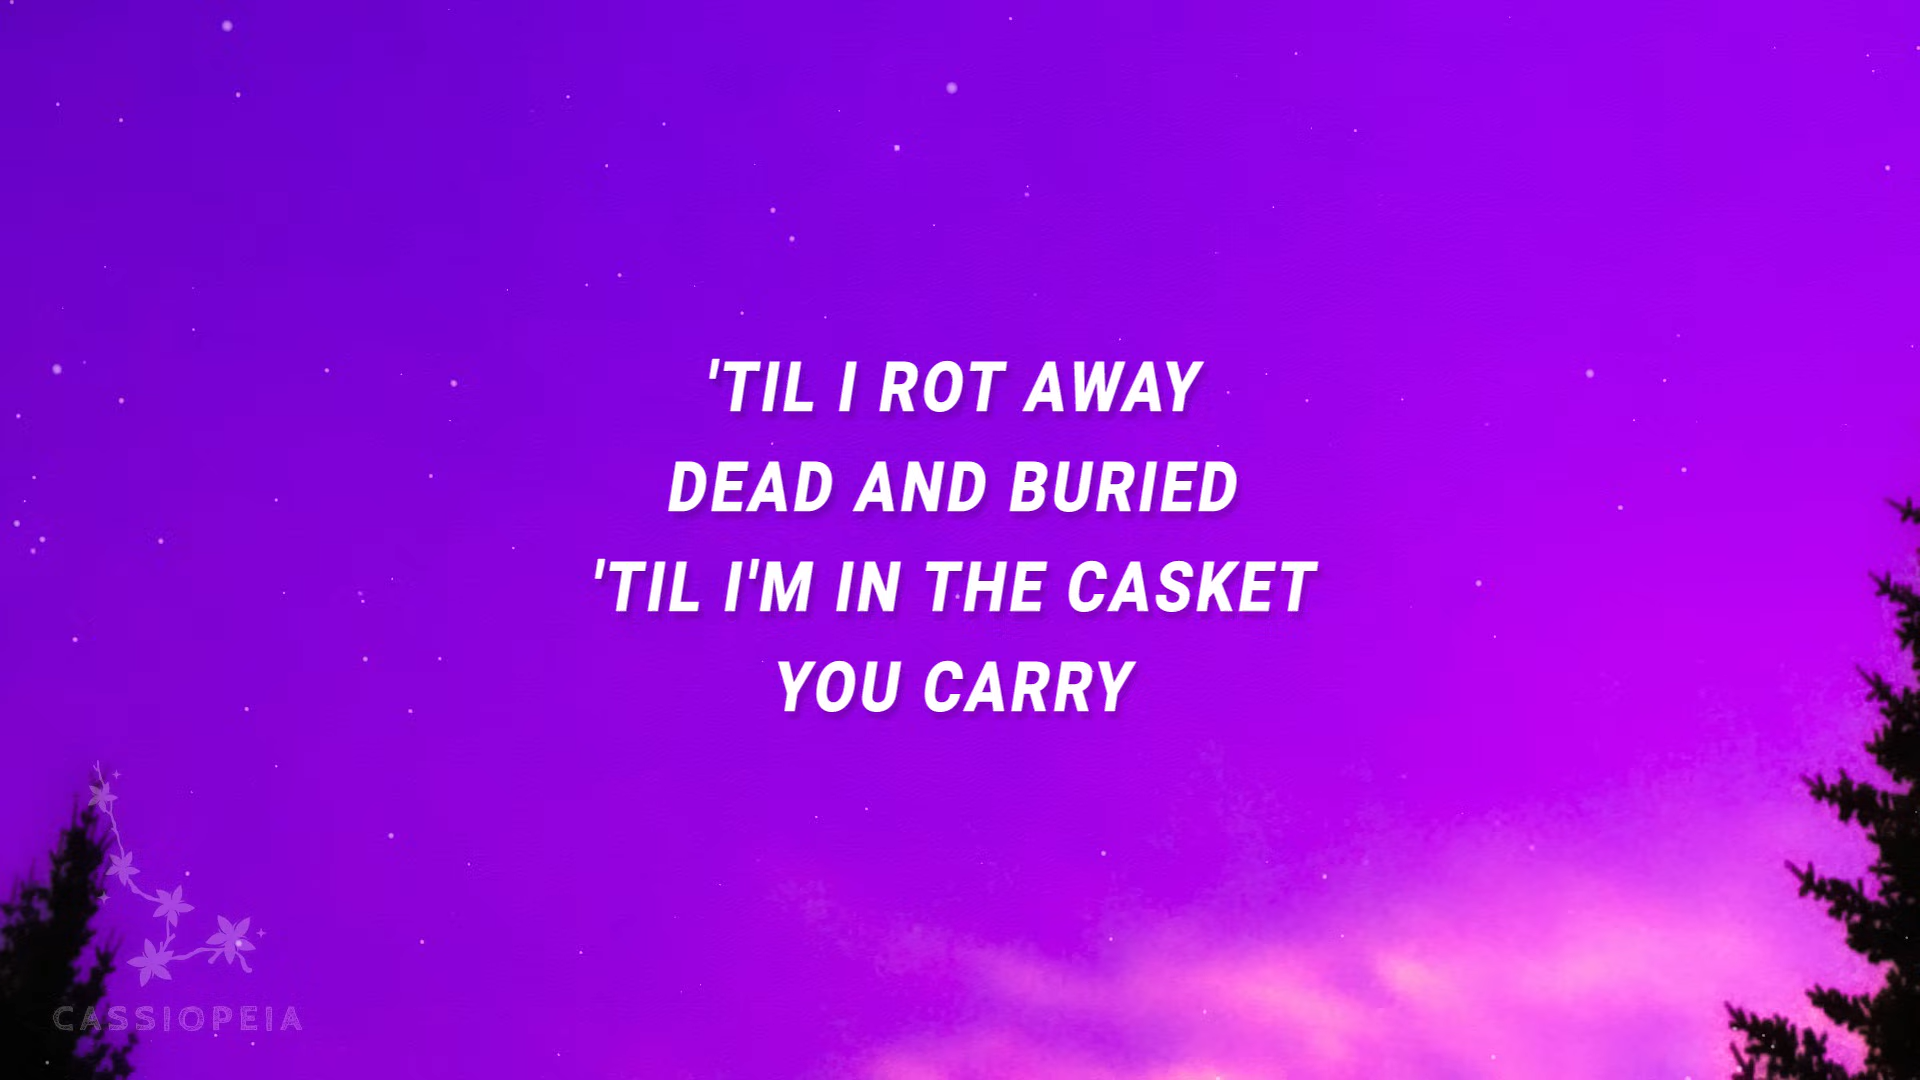 'TIL I ROT AWAY
DEAD AND BURIED
'TIL I'M IN THE CASKET
YOU CARRY
CASSIOPEIA